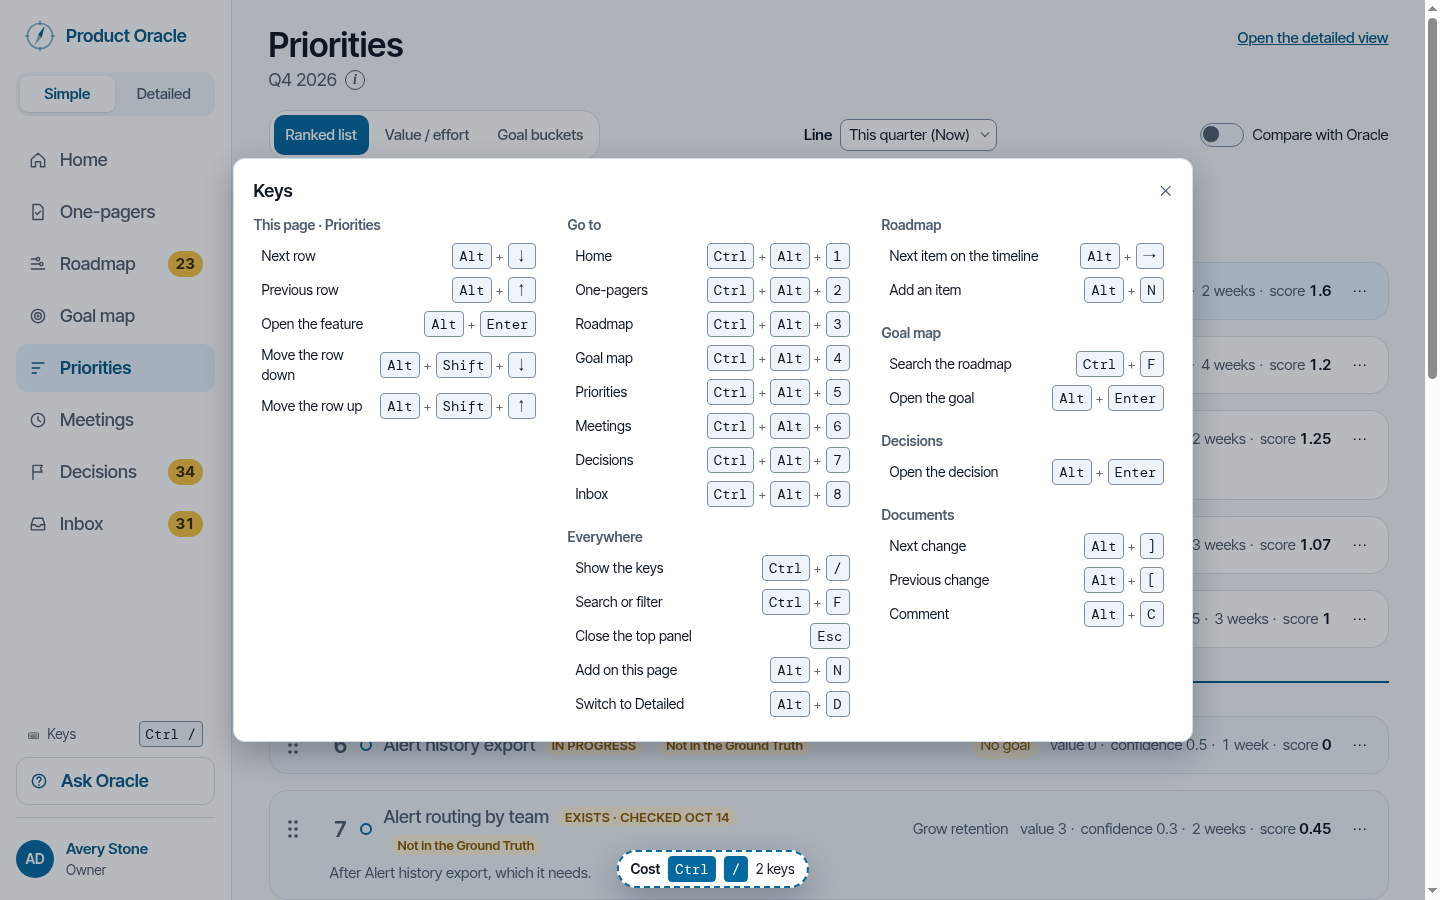 Product Oracle
Simple
Detailed
Home
One-pagers
Roadmap 23
Goal map
Priorities
Meetings
Decisions 34
Inbox 31
Keys Ctrl /
Ask Oracle
AD
Avery Stone
Owner
Priorities
Q4 2026 i
Open the detailed view
Ranked list
Value / effort
Goal buckets
Line This quarter (Now)
Compare with Oracle
Keys
This page · Priorities
Next row Alt + ↓
Previous row Alt + ↑
Open the feature Alt + Enter
Move the row
down Alt + Shift + ↓
Move the row up Alt + Shift + ↑
Go to
Home Ctrl + Alt + 1
One-pagers Ctrl + Alt + 2
Roadmap Ctrl + Alt + 3
Goal map Ctrl + Alt + 4
Priorities Ctrl + Alt + 5
Meetings Ctrl + Alt + 6
Decisions Ctrl + Alt + 7
Inbox Ctrl + Alt + 8
Everywhere
Show the keys Ctrl + /
Search or filter Ctrl + F
Close the top panel Esc
Add on this page Alt + N
Switch to Detailed Alt + D
Roadmap
Next item on the timeline Alt + →
Add an item Alt + N
Goal map
Search the roadmap Ctrl + F
Open the goal Alt + Enter
Decisions
Open the decision Alt + Enter
Documents
Next change Alt + ]
Previous change Alt + [
Comment Alt + C
· 2 weeks · score 1.6 ···
4 weeks · score 1.2 ···
2 weeks · score 1.25 ···
3 weeks · score 1.07 ···
5 · 3 weeks · score 1 ···
6 Alert history export IN PROGRESS Not in the Ground Truth No goal value 0 · confidence 0.5 · 1 week · score 0 ···
7 Alert routing by team EXISTS · CHECKED OCT 14
Not in the Ground Truth
Grow retention value 3 · confidence 0.3 · 2 weeks · score 0.45 ···
After Alert history export, which it needs.
Cost Ctrl / 2 keys